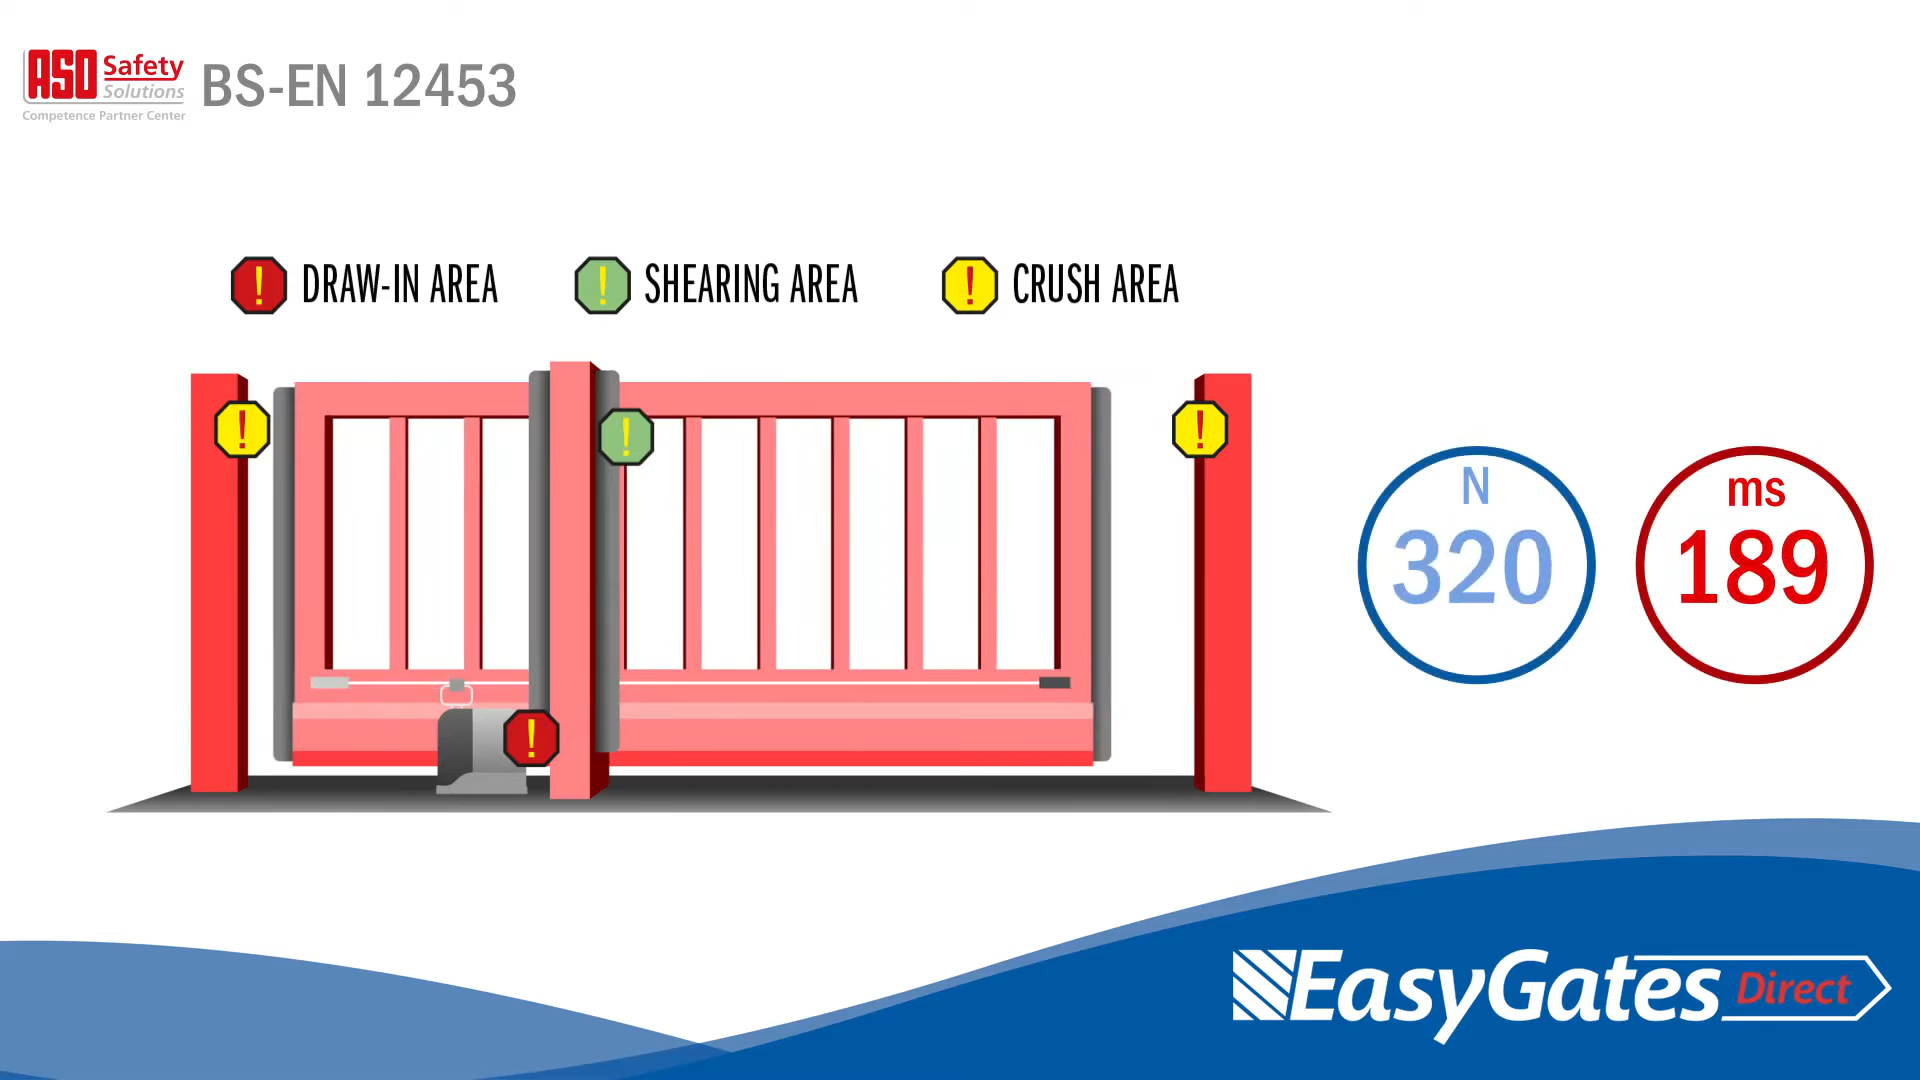 ASO Safety
Solutions
Competence Partner Center
BS-EN 12453
! DRAW-IN AREA
! SHEARING AREA
! CRUSH AREA
!
!
!
!
N
320
ms
189
EasyGates Direct